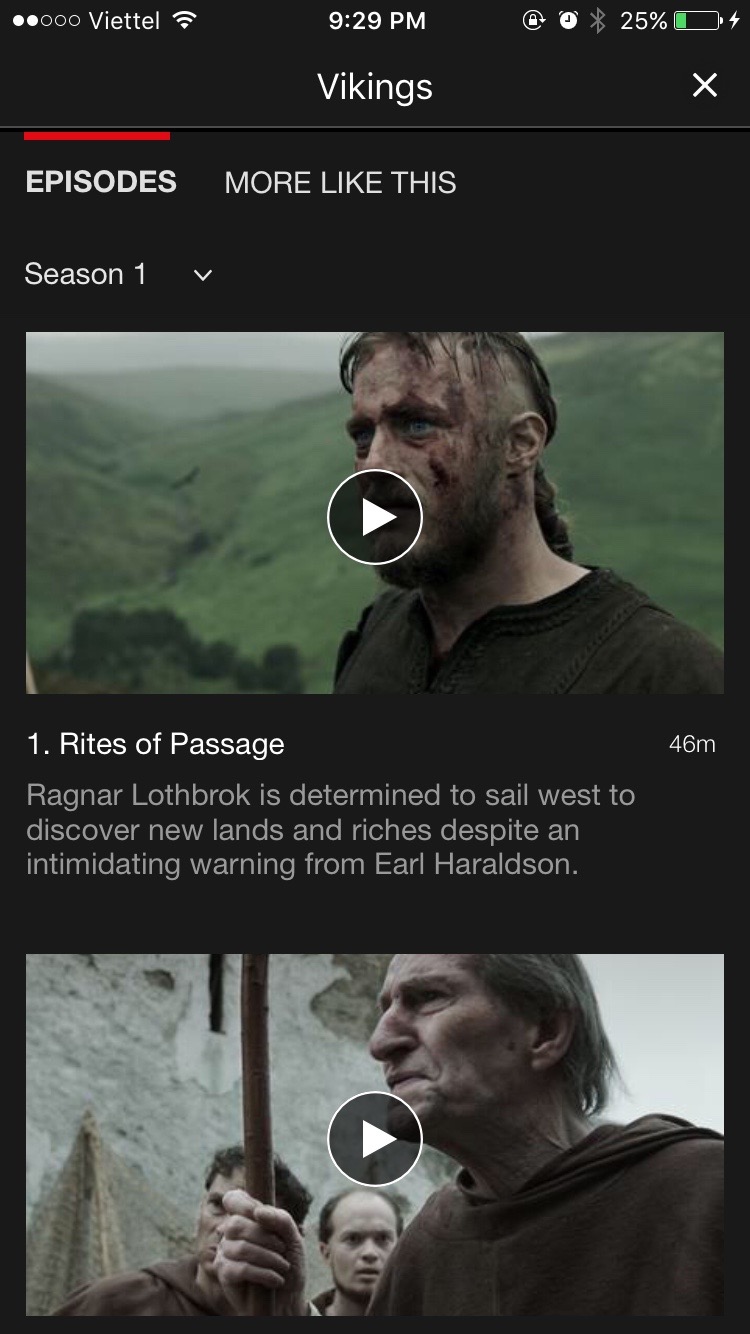 Viettel 9:29 PM 25%
Vikings
EPISODES MORE LIKE THIS
Season 1
1. Rites of Passage 46m
Ragnar Lothbrok is determined to sail west to
discover new lands and riches despite an
intimidating warning from Earl Haraldson.